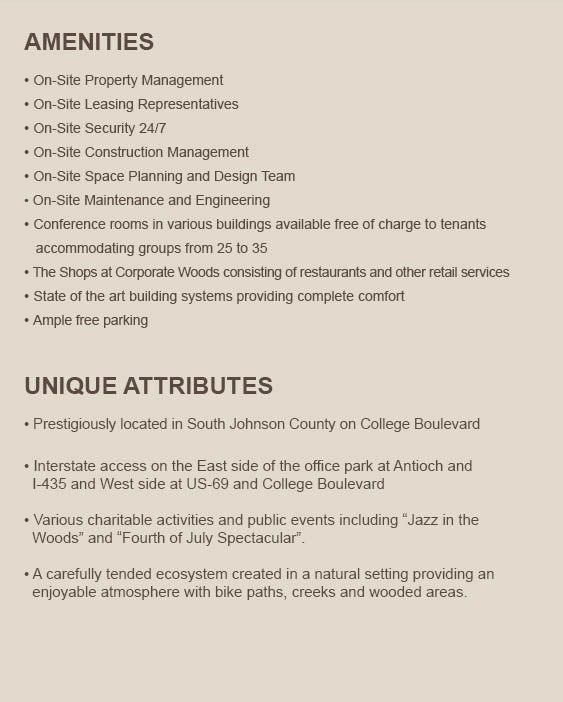 AMENITIES
• On-Site Property Management
• On-Site Leasing Representatives
• On-Site Security 24/7
• On-Site Construction Management
• On-Site Space Planning and Design Team
• On-Site Maintenance and Engineering
• Conference rooms in various buildings available free of charge to tenants
accommodating groups from 25 to 35
• The Shops at Corporate Woods consisting of restaurants and other retail services
• State of the art building systems providing complete comfort
• Ample free parking
UNIQUE ATTRIBUTES
• Prestigiously located in South Johnson County on College Boulevard
• Interstate access on the East side of the office park at Antioch and
I-435 and West side at US-69 and College Boulevard
• Various charitable activities and public events including “Jazz in the
Woods” and “Fourth of July Spectacular”.
• A carefully tended ecosystem created in a natural setting providing an
enjoyable atmosphere with bike paths, creeks and wooded areas.